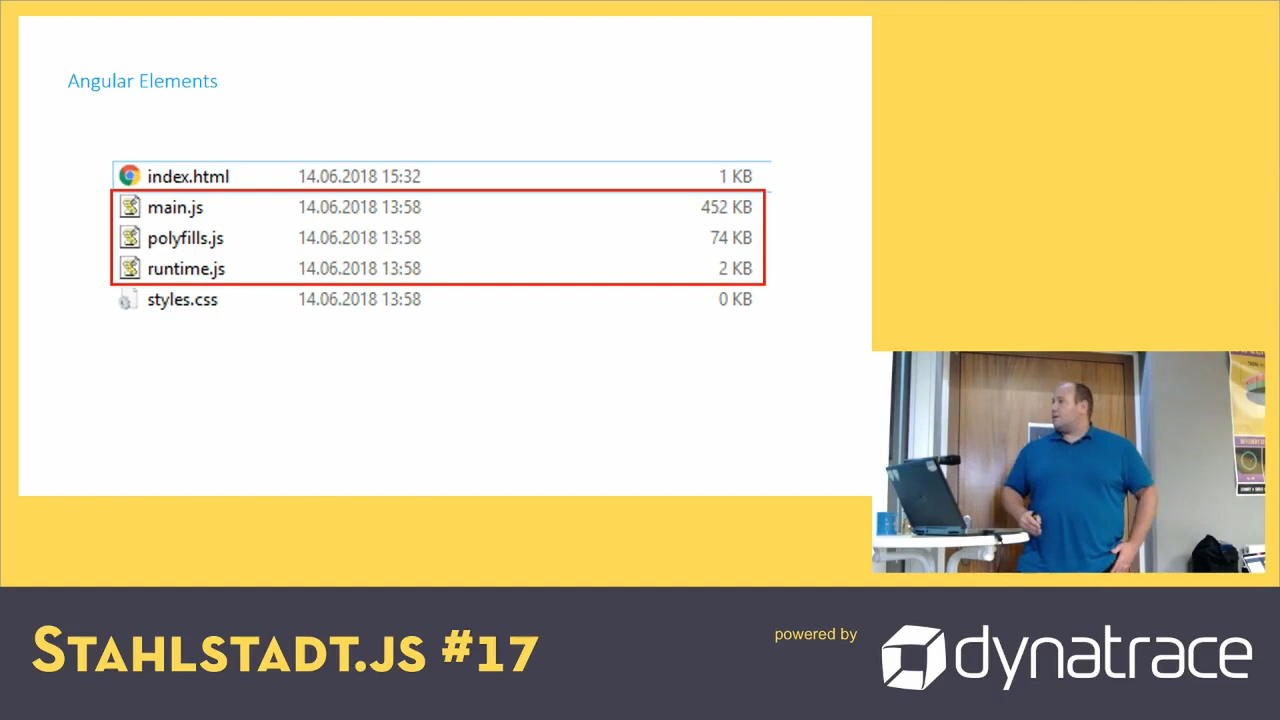 Angular Elements
index.html 14.06.2018 15:32 1 KB
main.js 14.06.2018 13:58 452 KB
polyfills.js 14.06.2018 13:58 74 KB
runtime.js 14.06.2018 13:58 2 KB
styles.css 14.06.2018 13:58 0 KB
STAHLSTADT.JS #17
powered by
dynatrace